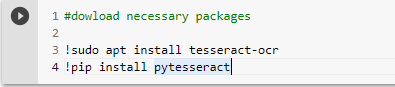 1 #dowload necessary packages
2
3 !sudo apt install tesseract-ocr
4 !pip install pytesseract